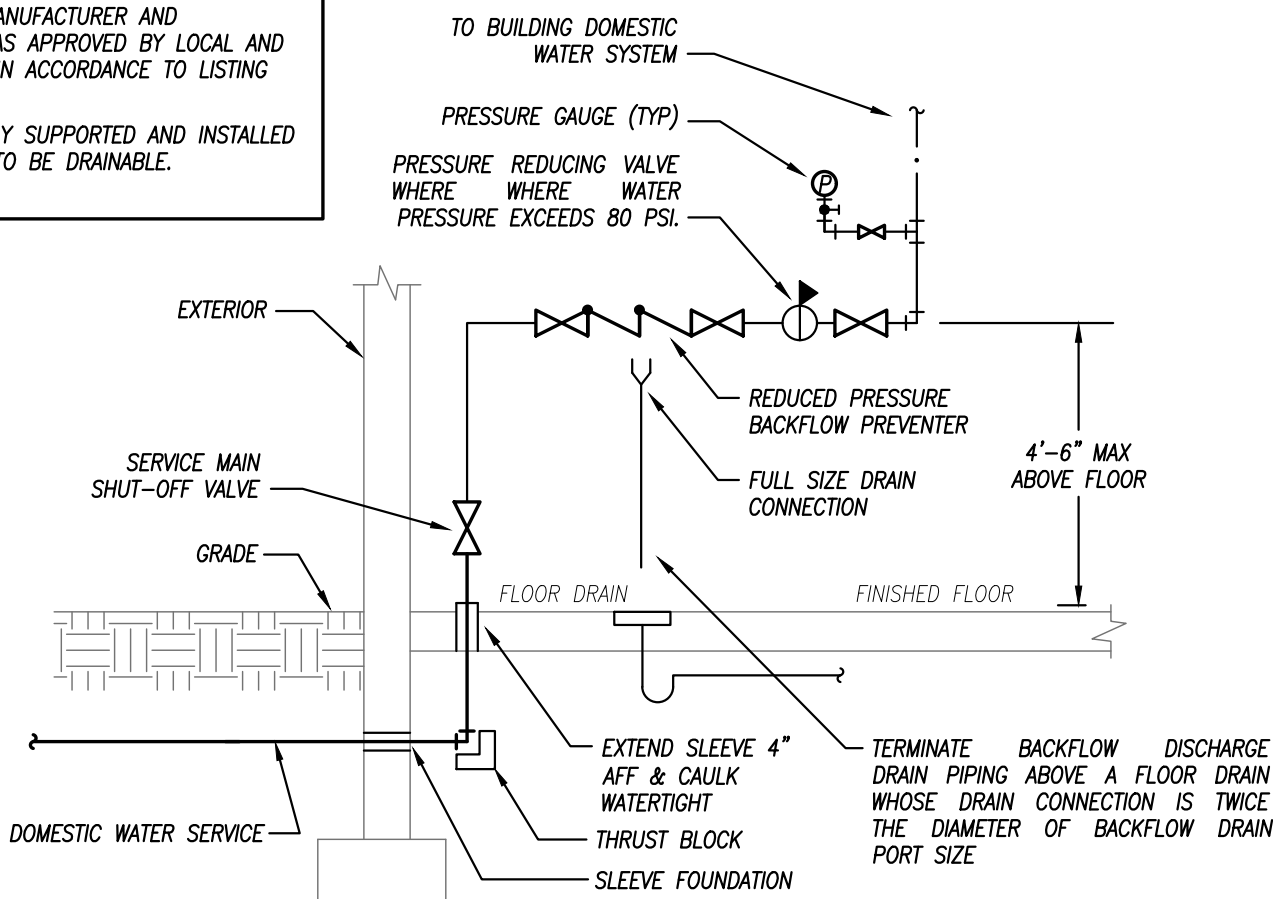 AS APPROVED BY LOCAL AND
ACCORDANCE TO LISTING
SUPPORTED AND INSTALLED
TO BE DRAINABLE.
TO BUILDING DOMESTIC
WATER SYSTEM
PRESSURE GAUGE (TYP)
P
PRESSURE REDUCING VALVE
WHERE WHERE WATER
PRESSURE EXCEEDS 80 PSI.
EXTERIOR
REDUCED PRESSURE
BACKFLOW PREVENTER
4'-6" MAX
ABOVE FLOOR
SERVICE MAIN
SHUT-OFF VALVE
FULL SIZE DRAIN
CONNECTION
GRADE
FLOOR DRAIN
FINISHED FLOOR
EXTEND SLEEVE 4"
AFF & CAULK
WATERTIGHT
TERMINATE BACKFLOW DISCHARGE
DRAIN PIPING ABOVE A FLOOR DRAIN
WHOSE DRAIN CONNECTION IS TWICE
THE DIAMETER OF BACKFLOW DRAIN
PORT SIZE
DOMESTIC WATER SERVICE
THRUST BLOCK
SLEEVE FOUNDATION